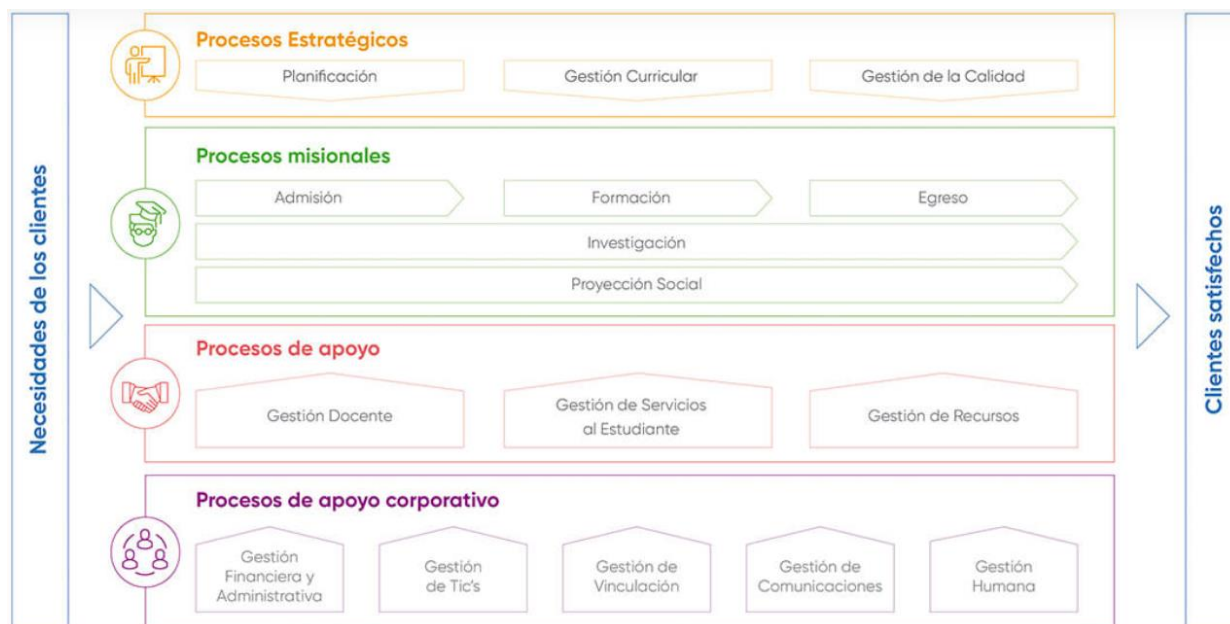 Necesidades de los clientes
Procesos Estratégicos
Planificación
Gestión Curricular
Gestión de la Calidad
Procesos misionales
Admisión
Formación
Egreso
Investigación
Proyección Social
Procesos de apoyo
Gestión Docente
Gestión de Servicios
al Estudiante
Gestión de Recursos
Procesos de apoyo corporativo
Gestión
Financiera y
Administrativa
Gestión
de Tic's
Gestión de
Vinculación
Gestión de
Comunicaciones
Gestión
Humana
Clientes satisfechos